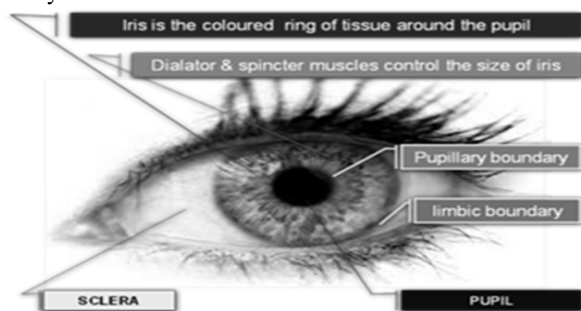 Iris is the coloured ring of tissue around the pupil
Dialator & spincter muscles control the size of iris
Pupillary boundary
limbic boundary
SCLERA
PUPIL